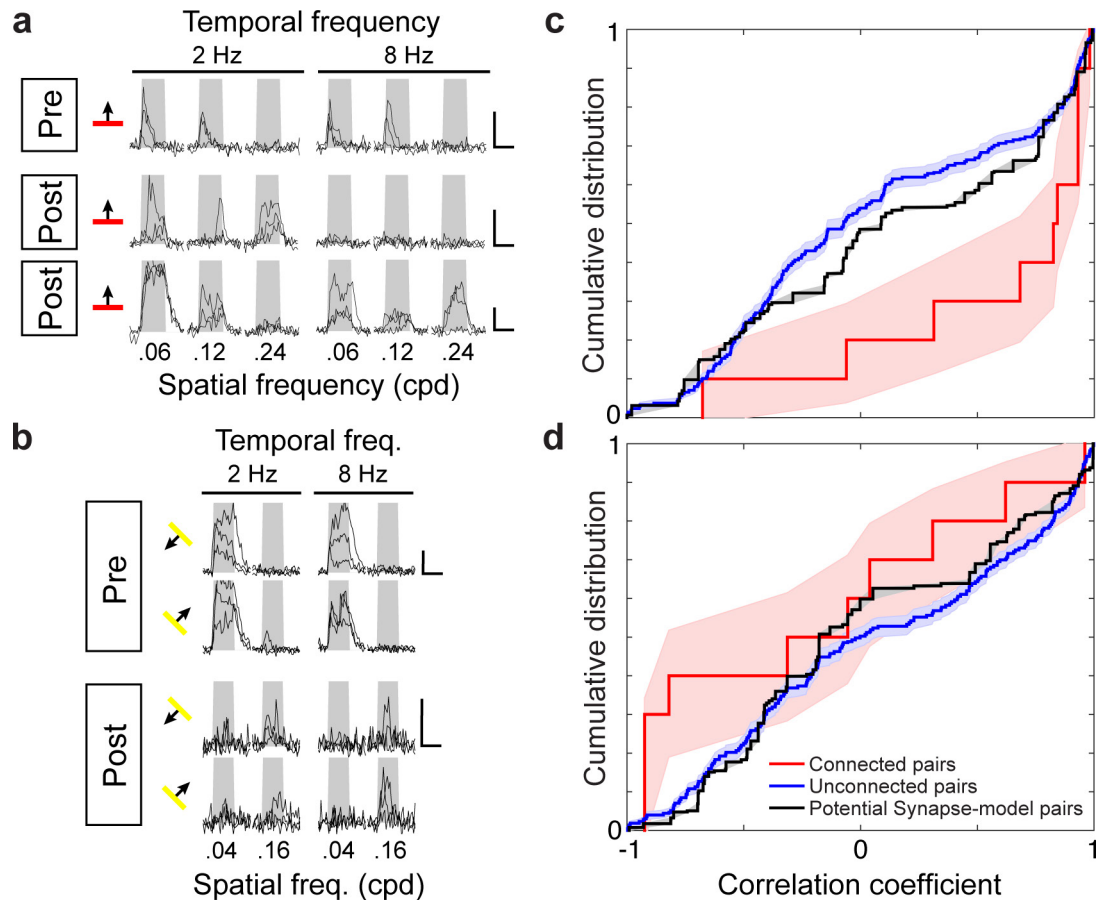 a
Temporal frequency
2 Hz 8 Hz
Pre
Post
Post
.06 .12 .24 .06 .12 .24
Spatial frequency (cpd)
b
Temporal freq.
2 Hz 8 Hz
Pre
Post
.04 .16 .04 .16
Spatial freq. (cpd)
c
1
Cumulative distribution
0
d
1
Cumulative distribution
Connected pairs
Unconnected pairs
Potential Synapse-model pairs
0
-1 0 1
Correlation coefficient